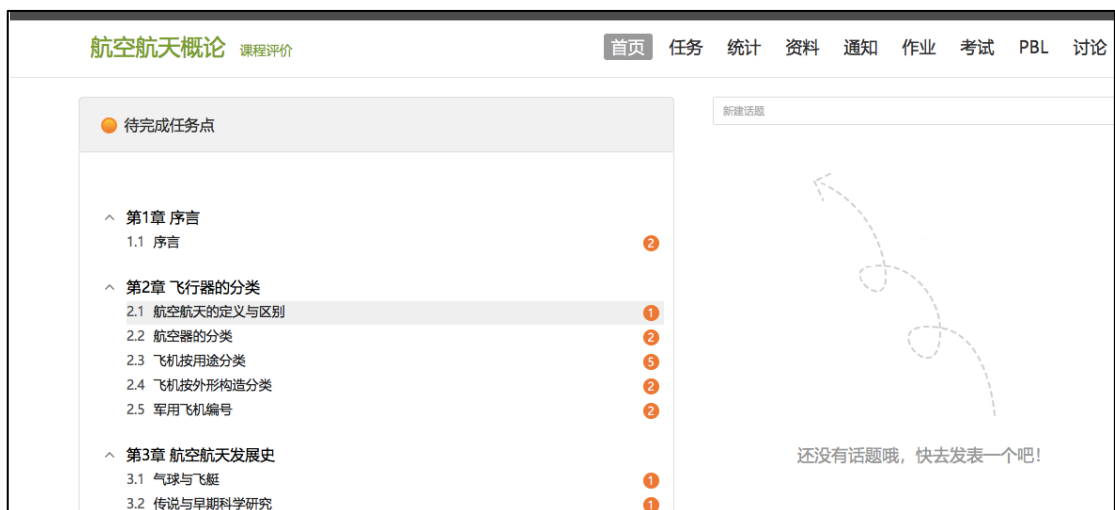 航空航天概论 课程评价
首页 任务 统计 资料 通知 作业 考试 PBL 讨论
待完成任务点
新建话题
第1章 序言
1.1 序言 2
第2章 飞行器的分类
2.1 航空航天的定义与区别 1
2.2 航空器的分类 2
2.3 飞机按用途分类 5
2.4 飞机按外形构造分类 2
2.5 军用飞机编号 2
第3章 航空航天发展史
还没有话题哦，快去发表一个吧！
3.1 气球与飞艇 1
3.2 传说与早期科学研究 1